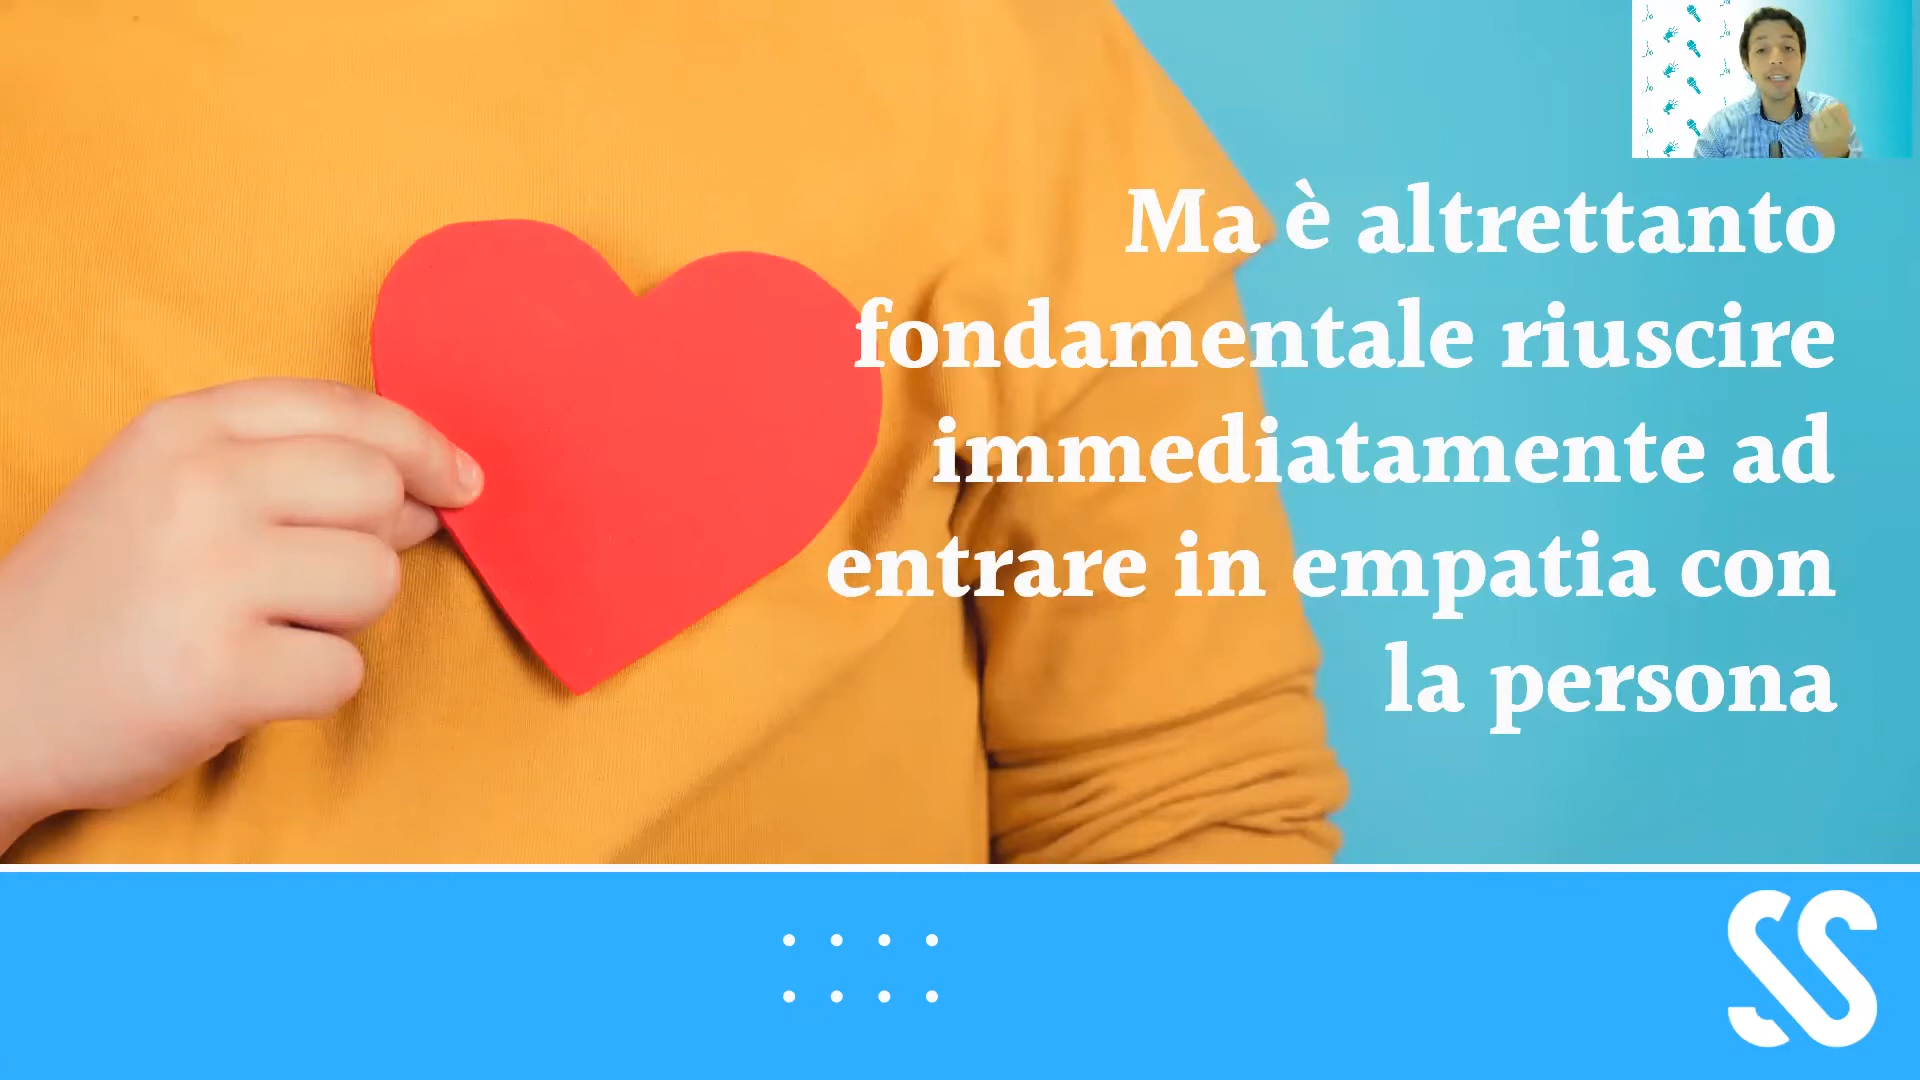 Ma è altrettanto
fondamentale riuscire
immediatamente ad
entrare in empatia con
la persona